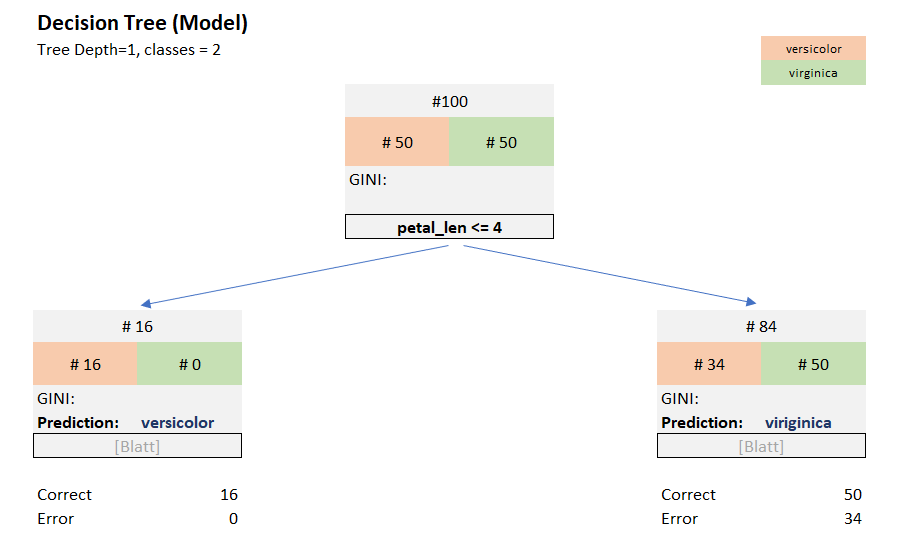 Decision Tree (Model)
Tree Depth=1, classes = 2
versicolor
virginica
#100
# 50 # 50
GINI:
petal_len <= 4
# 16
# 16 # 0
GINI:
Prediction: versicolor
[Blatt]
Correct 16
Error 0
# 84
# 34 # 50
GINI:
Prediction: viriginica
[Blatt]
Correct 50
Error 34